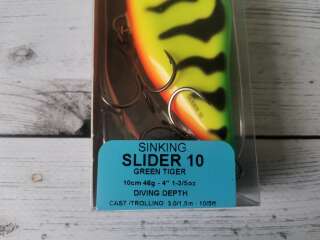 SINKING
SLIDER 10
GREEN TIGER
10cm 46g - 4" 1-3/5oz
DIVING DEPTH
CAST /TROLLING: 3.0/1.5m - 10/5ft